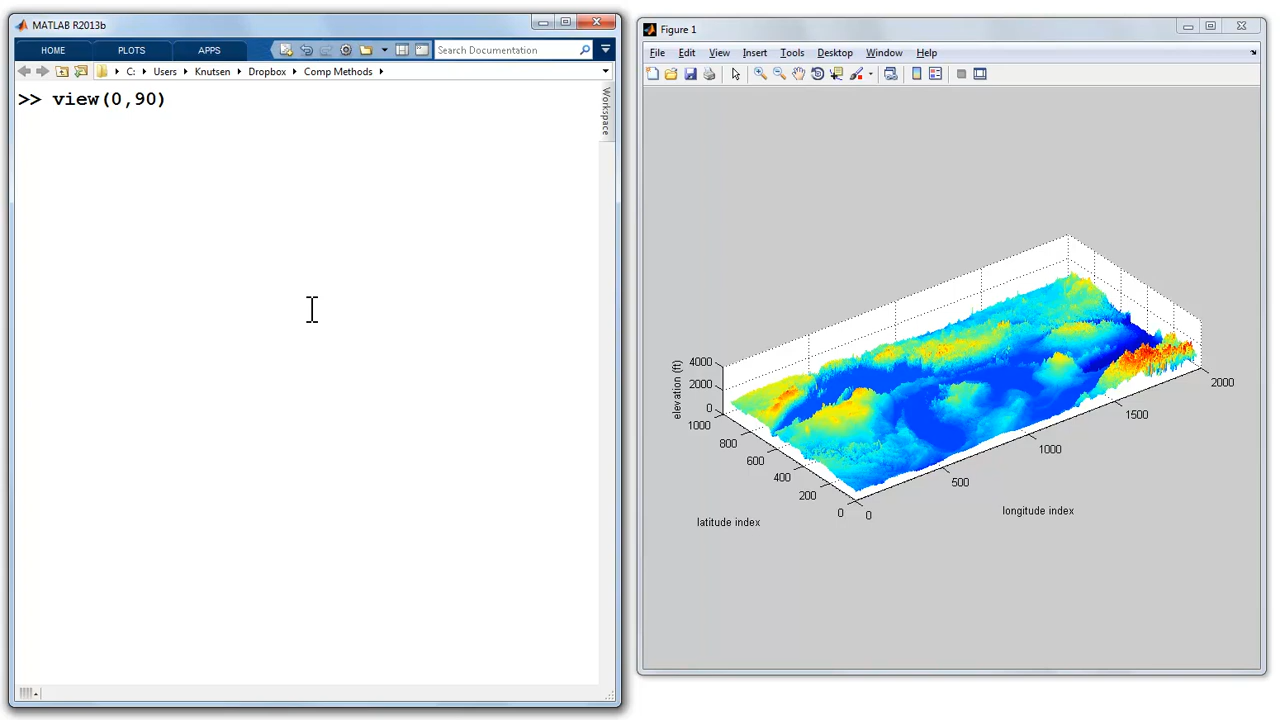 MATLAB R2013b
HOME PLOTS APPS Search Documentation
C: Users Knutsen Dropbox Comp Methods
>> view(0,90)
Workspace
Figure 1
File Edit View Insert Tools Desktop Window Help
elevation (ft)
4000
2000
0
1000
800
600
400
200
0
latitude index
0
500
1000
1500
2000
longitude index